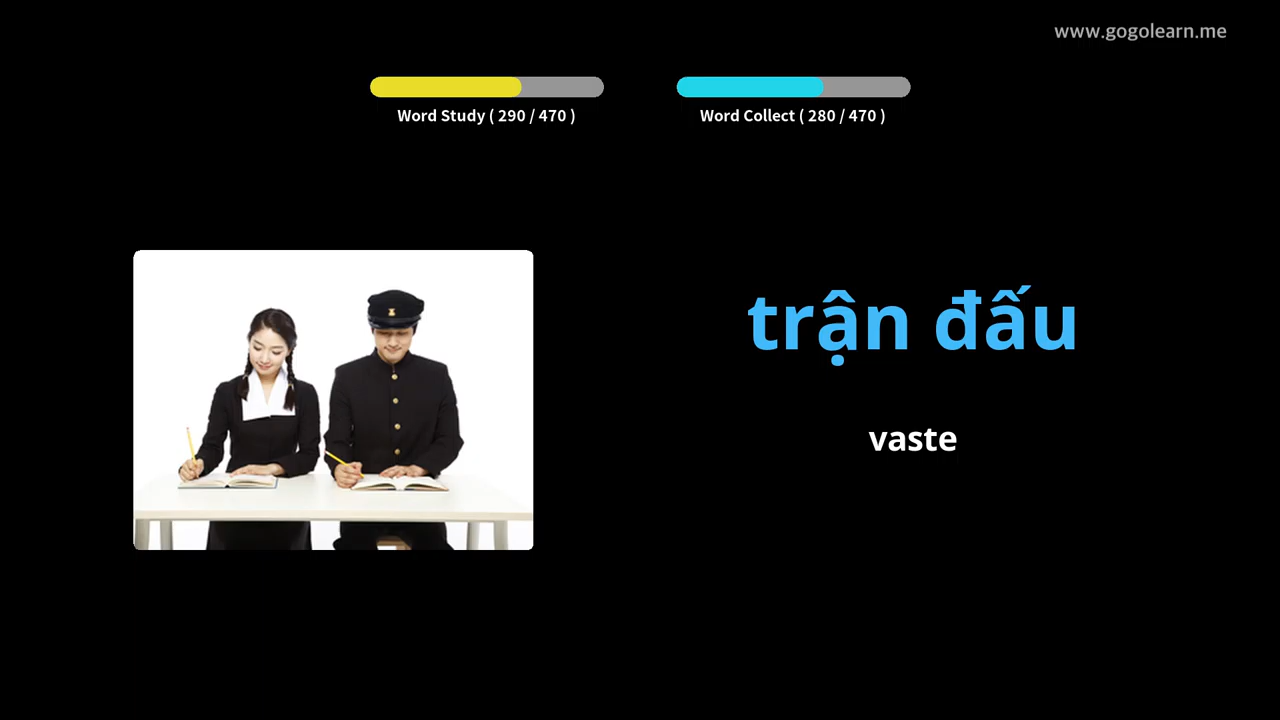 www.gogolearn.me
Word Study ( 290 / 470 )
Word Collect ( 280 / 470 )
trận đấu
vaste